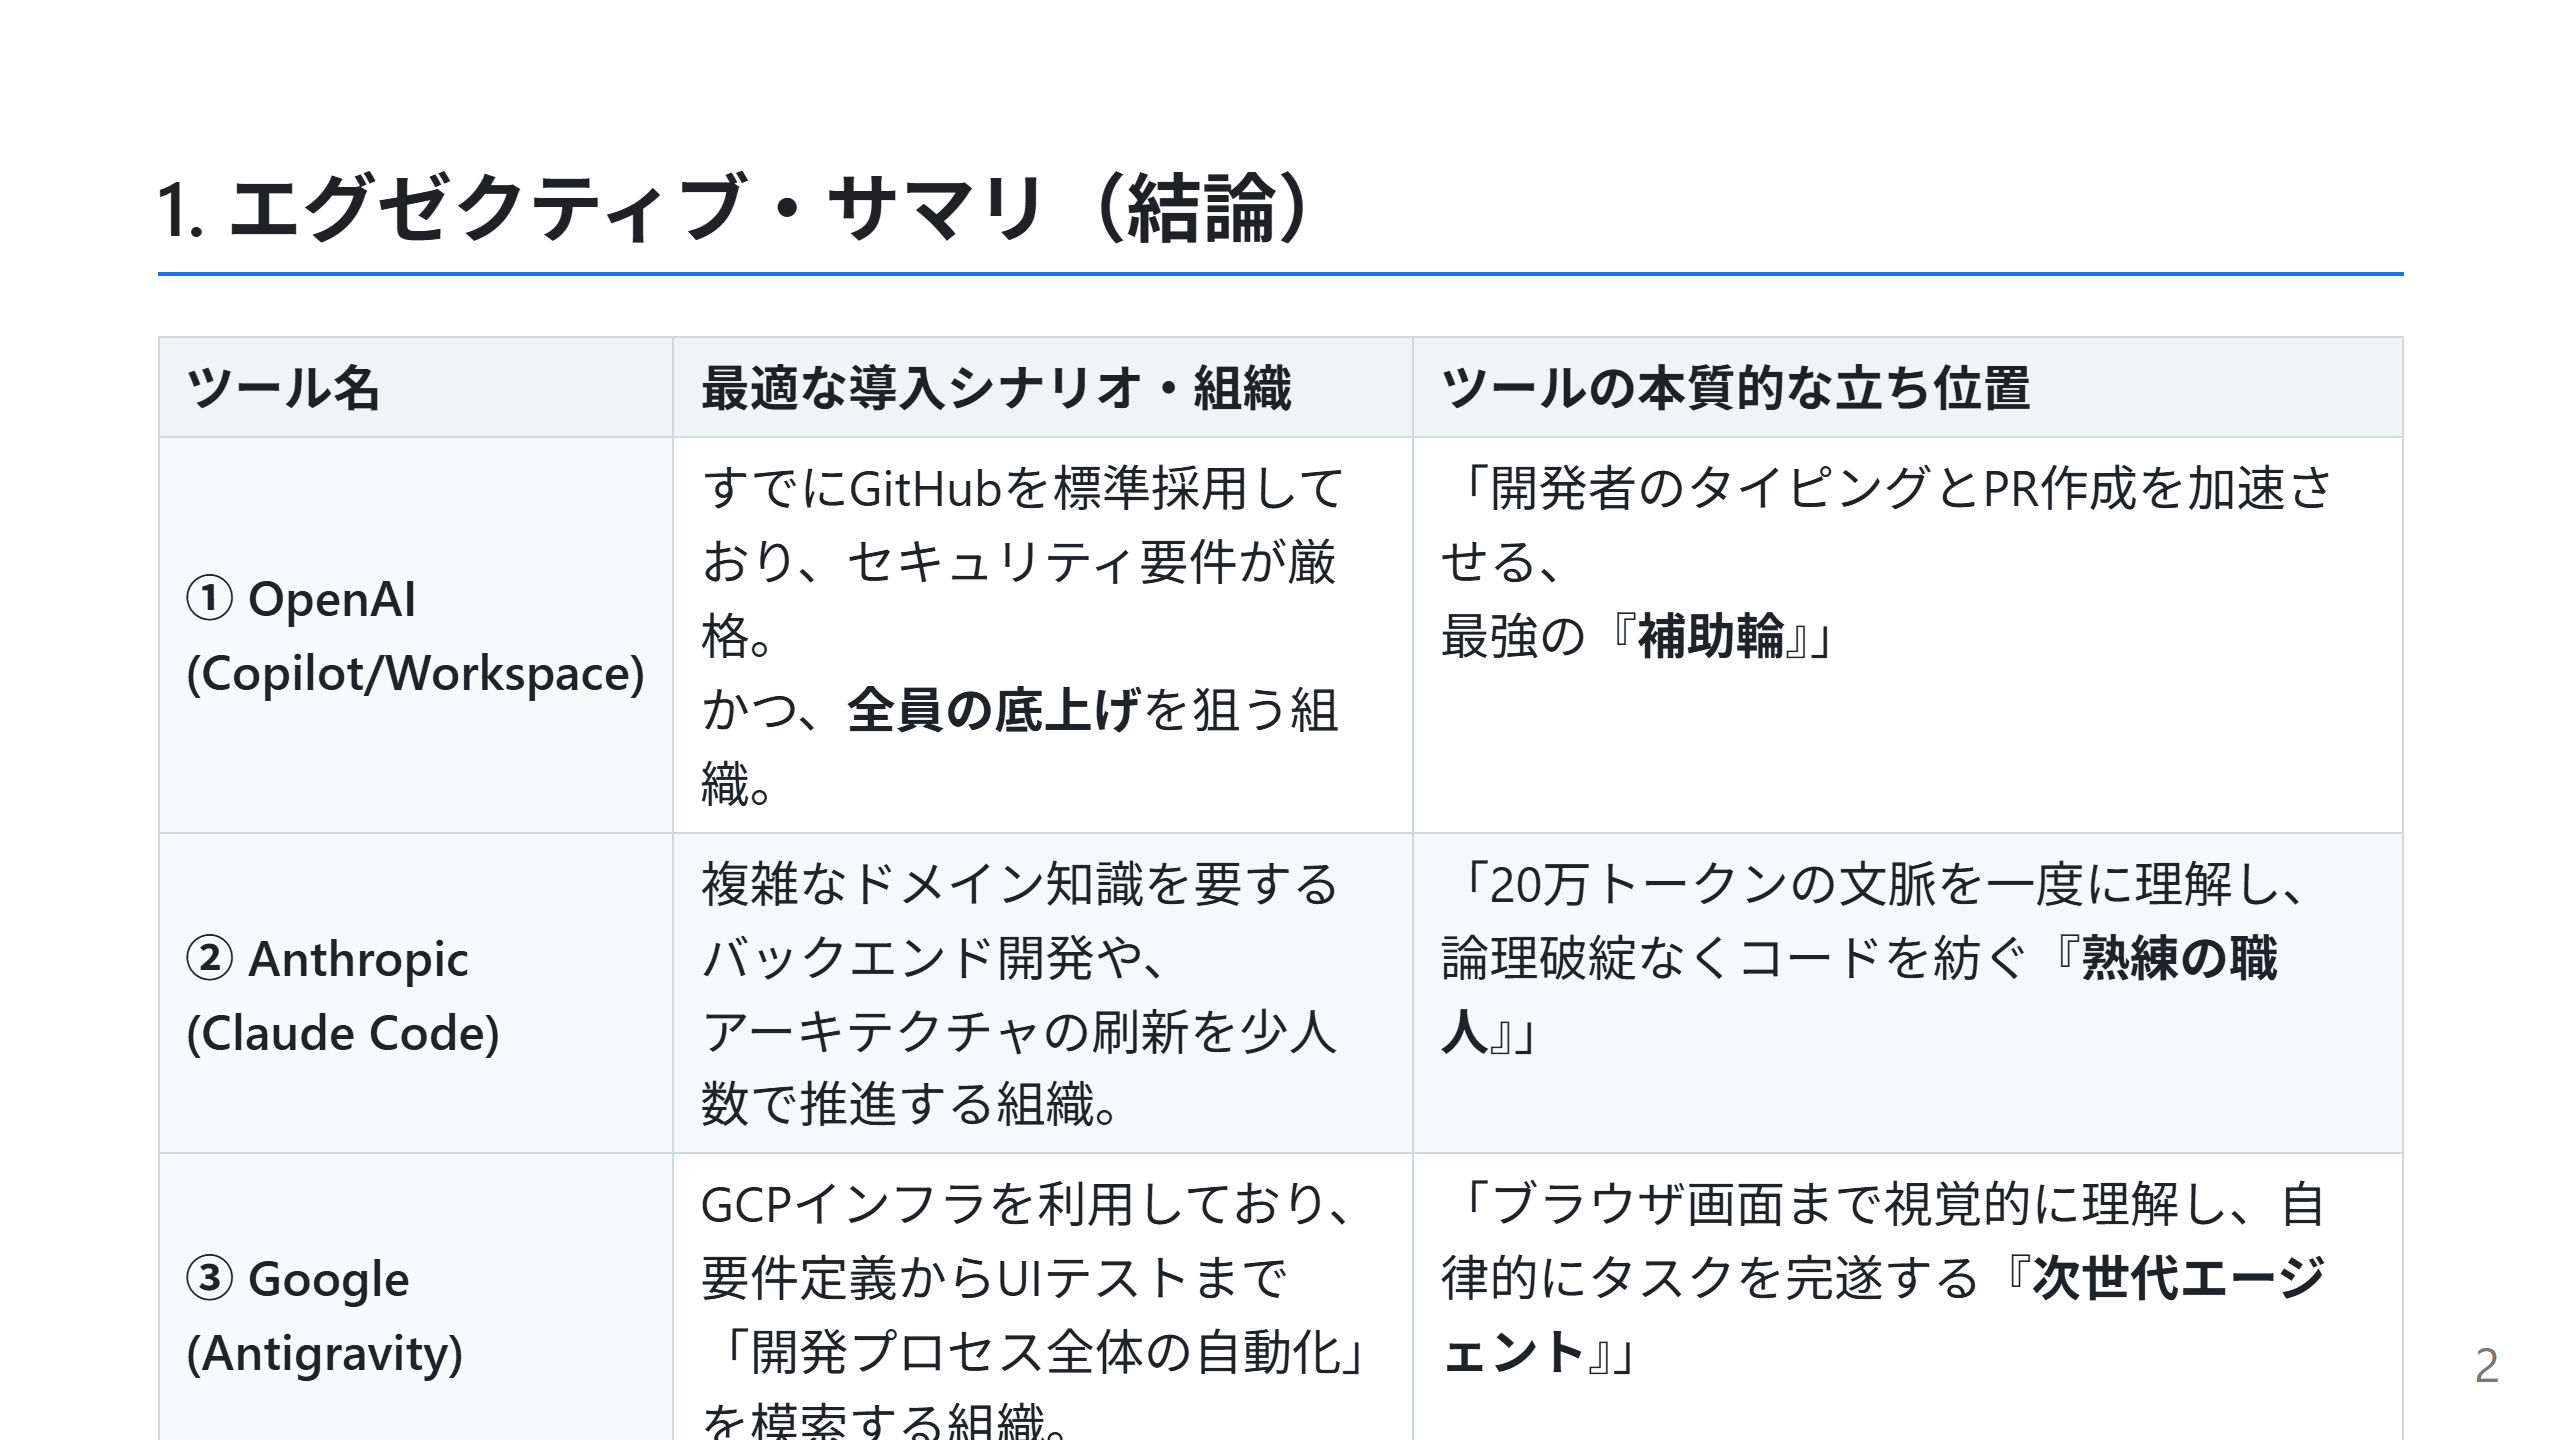 1. エグゼクティブ・サマリ（結論）
ツール名
最適な導入シナリオ・組織
ツールの本質的な立ち位置
① OpenAI
(Copilot/Workspace)
すでにGitHubを標準採用して
おり、セキュリティ要件が厳
格。
かつ、全員の底上げを狙う組
織。
「開発者のタイピングとPR作成を加速さ
せる、
最強の『補助輪』」
② Anthropic
(Claude Code)
複雑なドメイン知識を要する
バックエンド開発や、
アーキテクチャの刷新を少人
数で推進する組織。
「20万トークンの文脈を一度に理解し、
論理破綻なくコードを紡ぐ『熟練の職
人』」
③ Google
(Antigravity)
GCPインフラを利用しており、
要件定義からUIテストまで
「開発プロセス全体の自動化」
を模索する組織。
「ブラウザ画面まで視覚的に理解し、自
律的にタスクを完遂する『次世代エージ
ェント』」
2